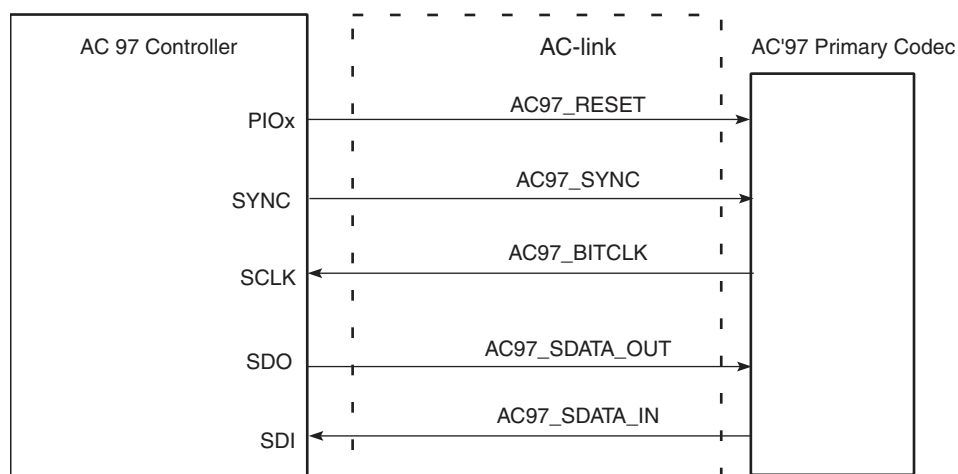 AC 97 Controller
AC-link
AC'97 Primary Codec
PIOx
AC97_RESET
SYNC
AC97_SYNC
SCLK
AC97_BITCLK
SDO
AC97_SDATA_OUT
SDI
AC97_SDATA_IN